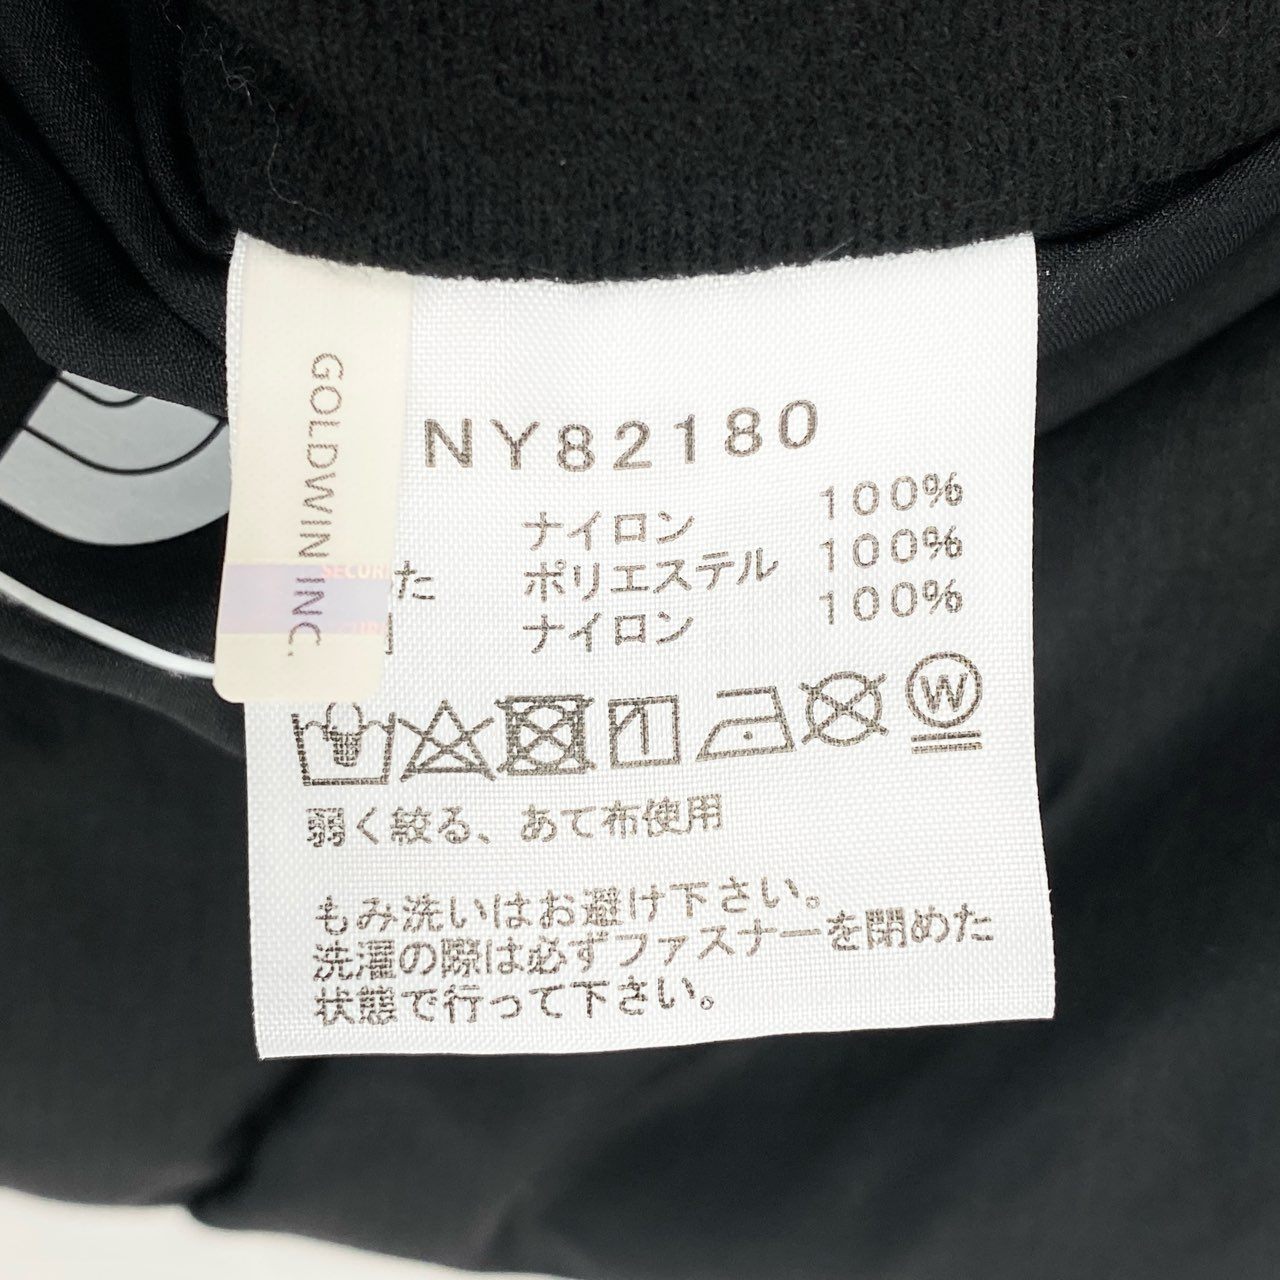 GOLDWIN INC.
NY82180
ナイロン 100%
た ポリエステル 100%
ナイロン 100%
W
弱く絞る、あて布使用
もみ洗いはお避け下さい。
洗濯の際は必ずファスナーを閉めた
状態で行って下さい。